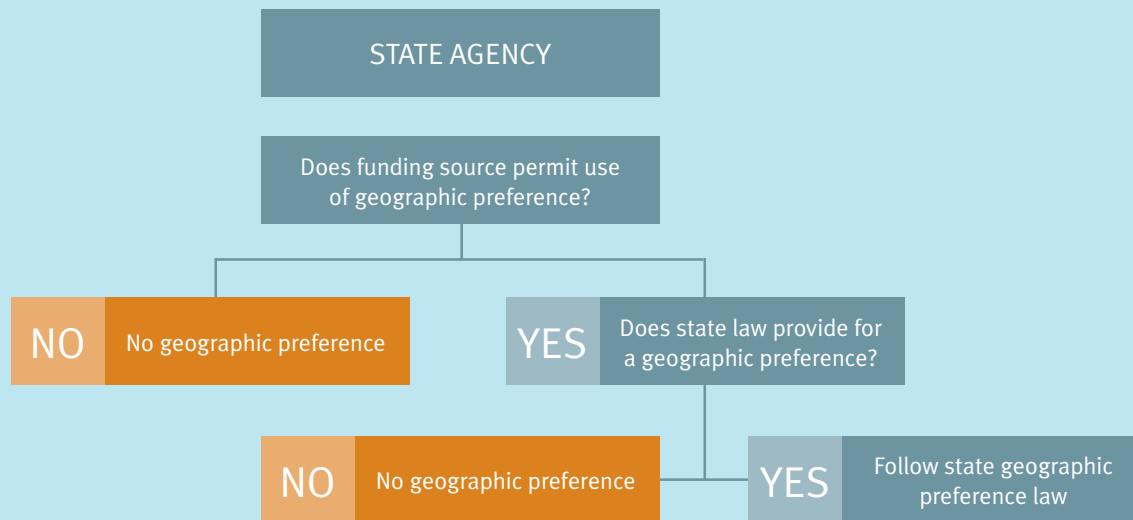 STATE AGENCY
Does funding source permit use
of geographic preference?
NO
No geographic preference
YES
Does state law provide for
a geographic preference?
NO
No geographic preference
YES
Follow state geographic
preference law